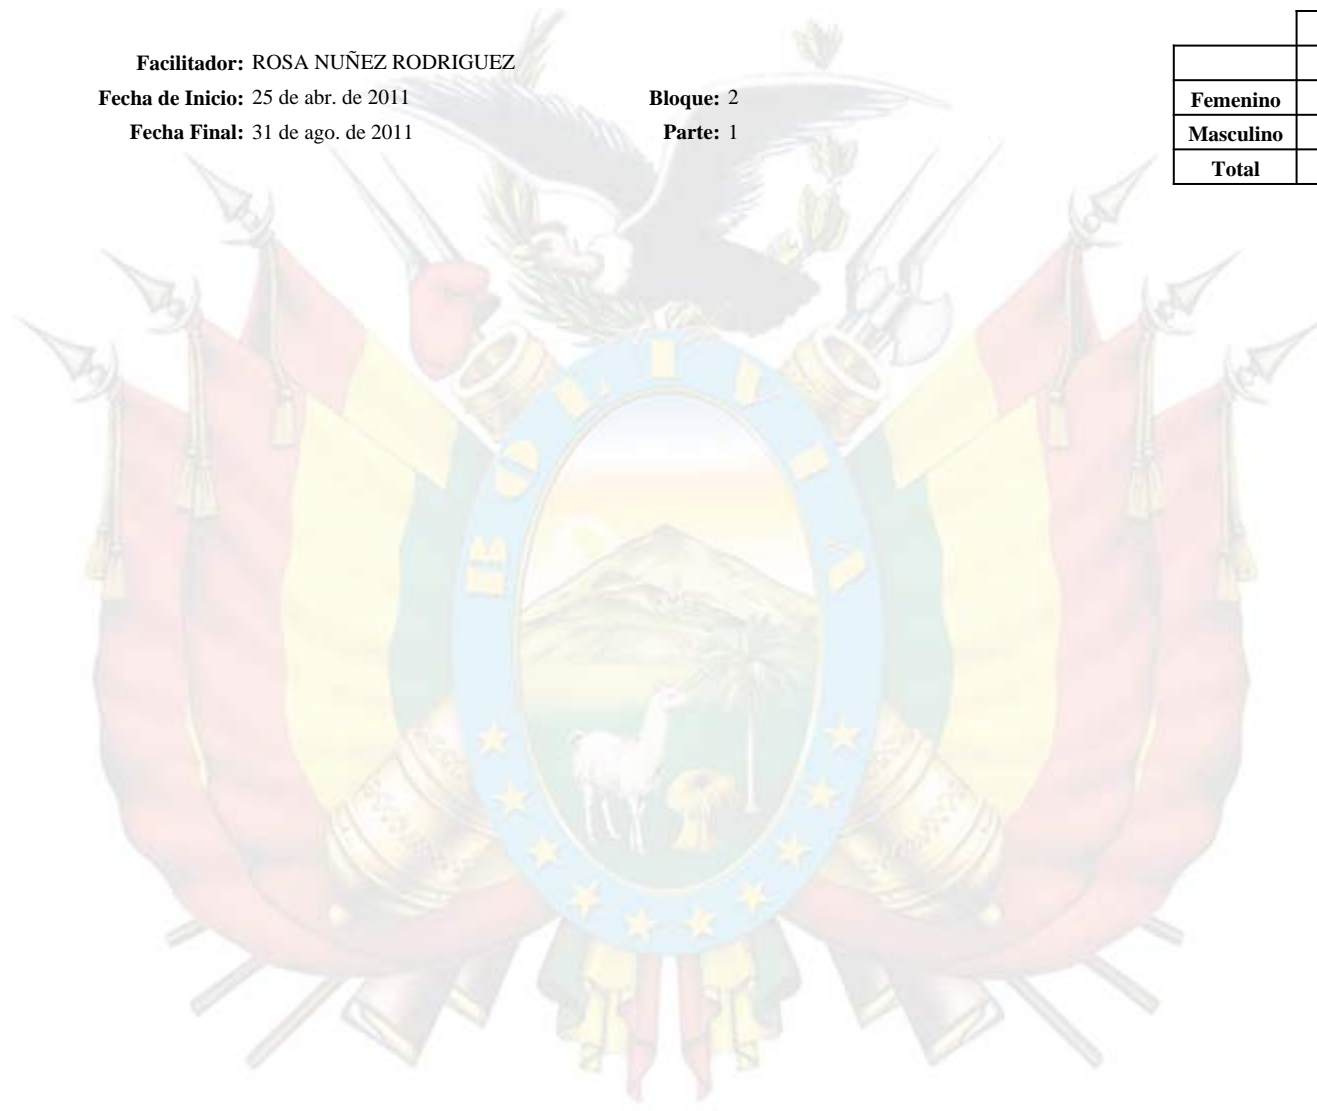 Facilitador: ROSA NUÑEZ RODRIGUEZ
Fecha de Inicio: 25 de abr. de 2011 Bloque: 2
Fecha Final: 31 de ago. de 2011 Parte: 1
Femenino
Masculino
Total
BOLIVIA